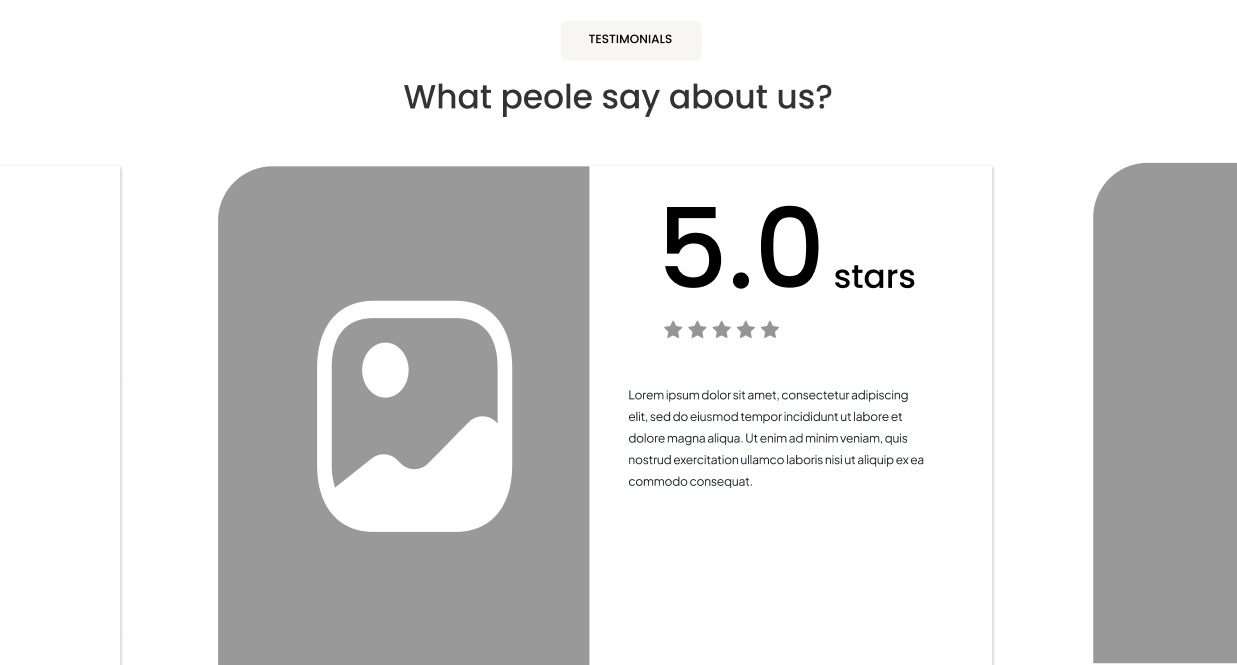 TESTIMONIALS
What peole say about us?
5.0 stars
Lorem ipsum dolor sit amet, consectetur adipiscing
elit, sed do eiusmod tempor incididunt ut labore et
dolore magna aliqua. Ut enim ad minim veniam, quis
nostrud exercitation ullamco laboris nisi ut aliquip ex ea
commodo consequat.